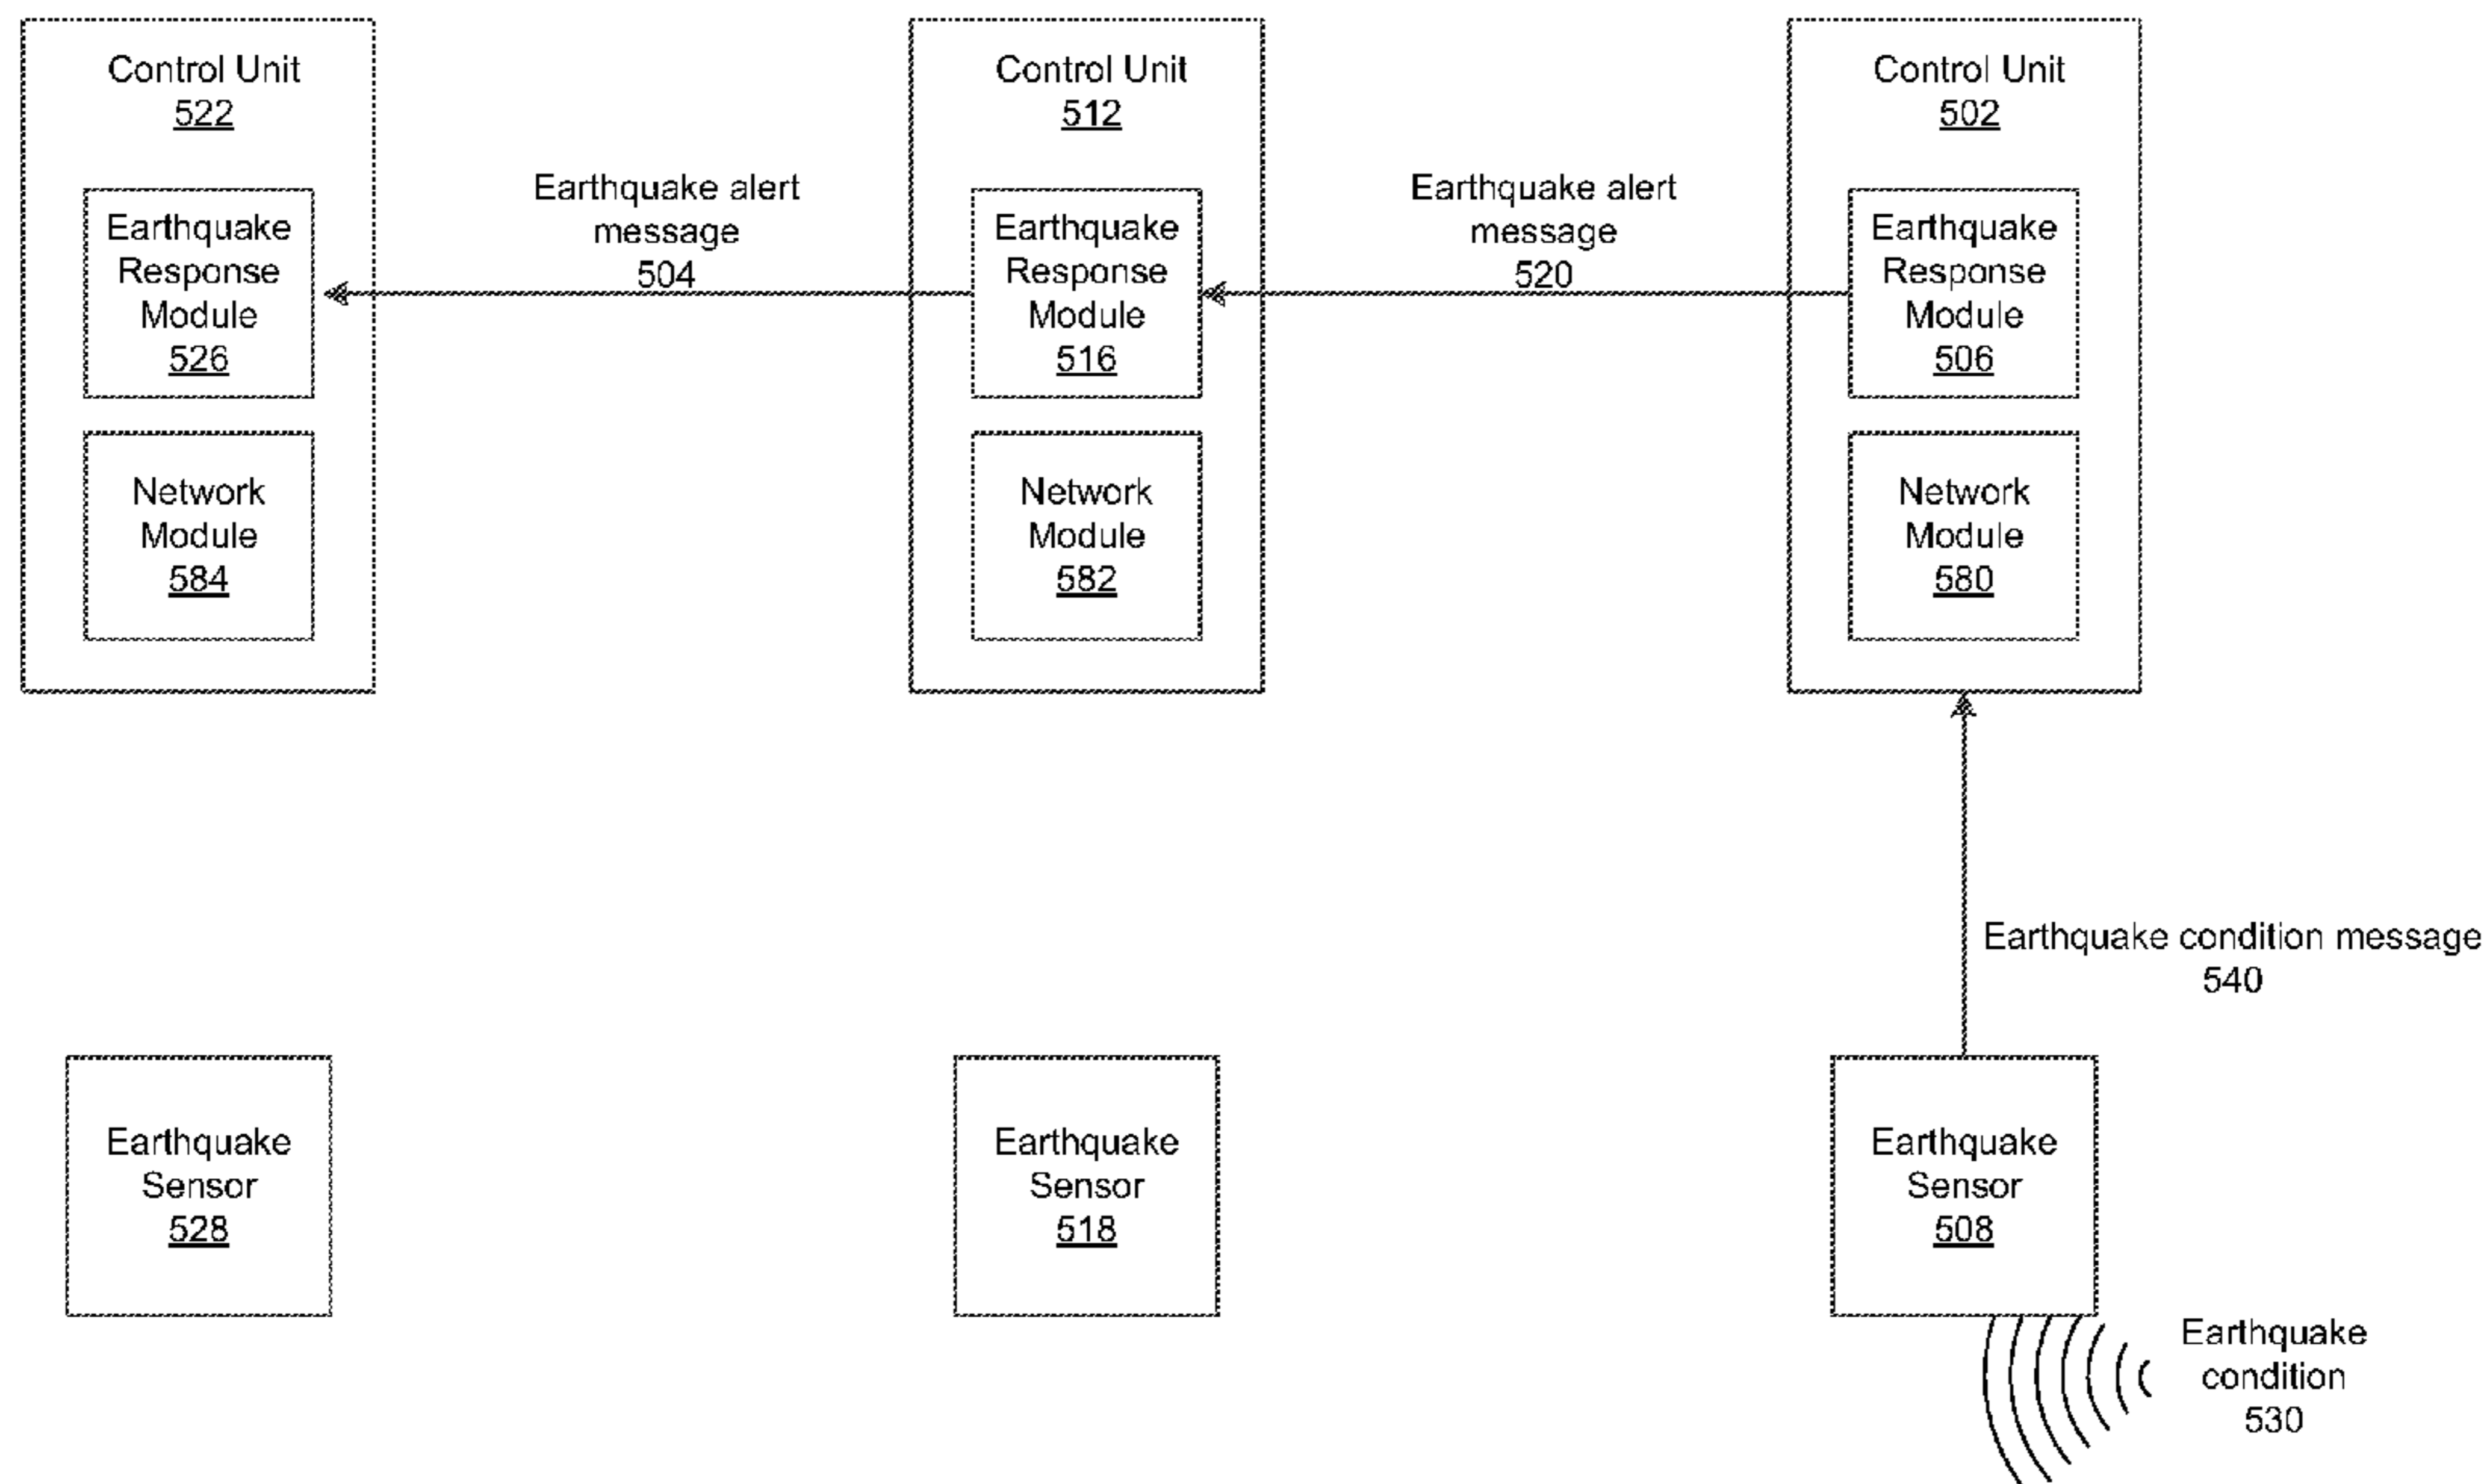 Control Unit
522
Control Unit
512
Control Unit
502
Earthquake alert
message
504
Earthquake alert
message
520
Earthquake
Response
Module
526
Earthquake
Response
Module
516
Earthquake
Response
Module
506
Network
Module
584
Network
Module
582
Network
Module
580
Earthquake condition message
540
Earthquake
Sensor
528
Earthquake
Sensor
518
Earthquake
Sensor
508
Earthquake
condition
530